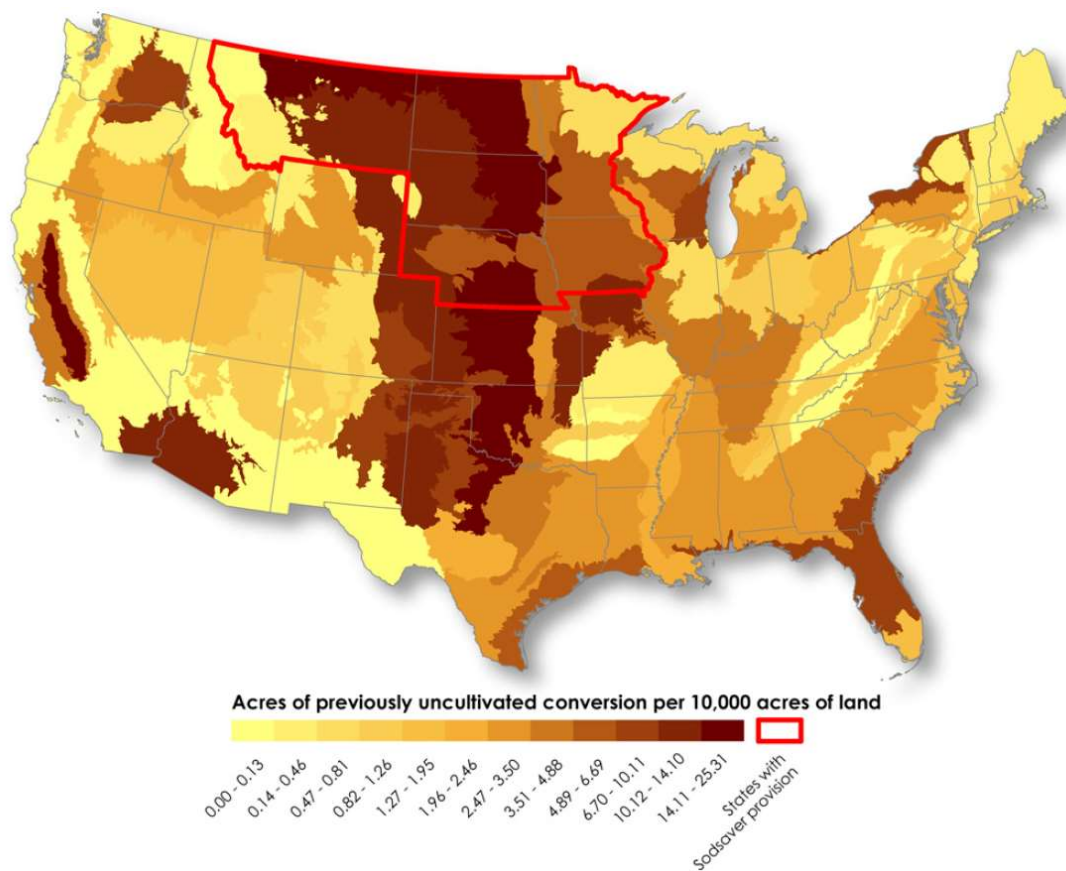 Acres of previously uncultivated conversion per 10,000 acres of land
0.00 - 0.13
0.14 - 0.46
0.47 - 0.81
0.82 - 1.26
1.27 - 1.95
1.96 - 2.46
2.47 - 3.50
3.51 - 4.88
4.89 - 6.69
6.70 - 10.11
10.12 - 14.10
14.11 - 25.31
States with
Sodsaver provision